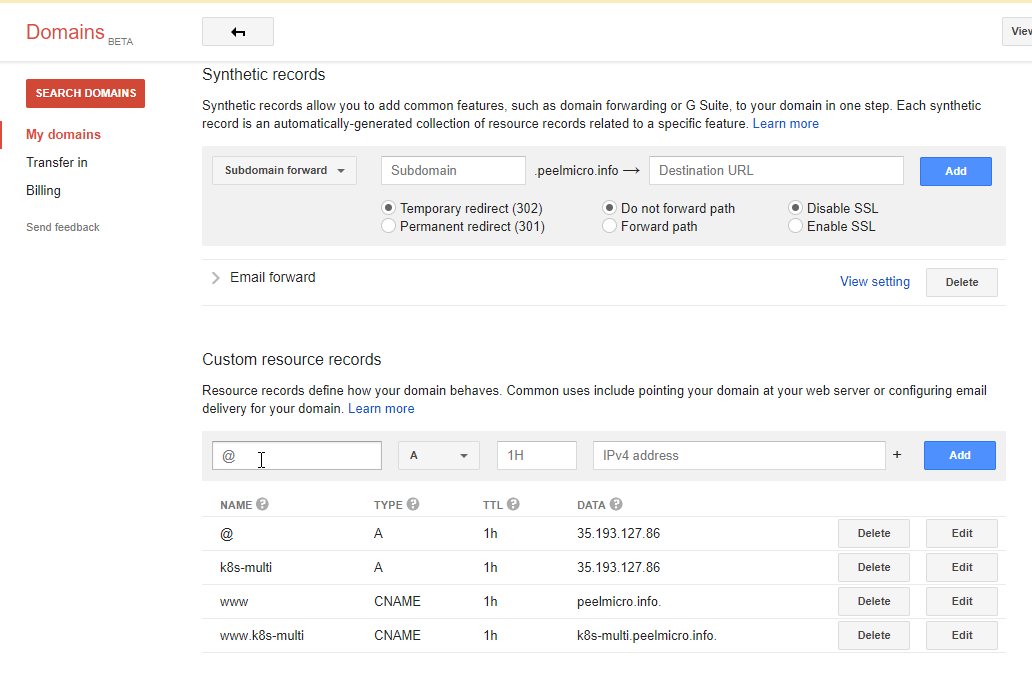 Domains BETA
View
SEARCH DOMAINS
My domains
Transfer in
Billing
Send feedback
Synthetic records
Synthetic records allow you to add common features, such as domain forwarding or G Suite, to your domain in one step. Each synthetic
record is an automatically-generated collection of resource records related to a specific feature. Learn more
Subdomain forward Subdomain .peelmicro.info → Destination URL Add
Temporary redirect (302) Do not forward path Disable SSL
Permanent redirect (301) Forward path Enable SSL
Email forward View setting Delete
Custom resource records
Resource records define how your domain behaves. Common uses include pointing your domain at your web server or configuring email
delivery for your domain. Learn more
@ A 1H IPv4 address + Add
NAME ? TYPE ? TTL ? DATA ?
@ A 1h 35.193.127.86 Delete Edit
k8s-multi A 1h 35.193.127.86 Delete Edit
www CNAME 1h peelmicro.info. Delete Edit
www.k8s-multi CNAME 1h k8s-multi.peelmicro.info. Delete Edit